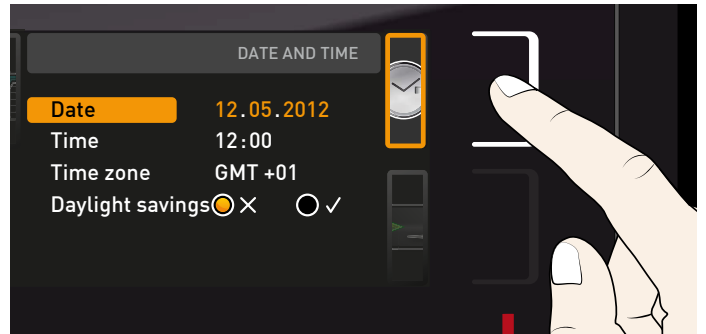 DATE AND TIME
Date 12.05.2012
Time 12:00
Time zone GMT +01
Daylight savings